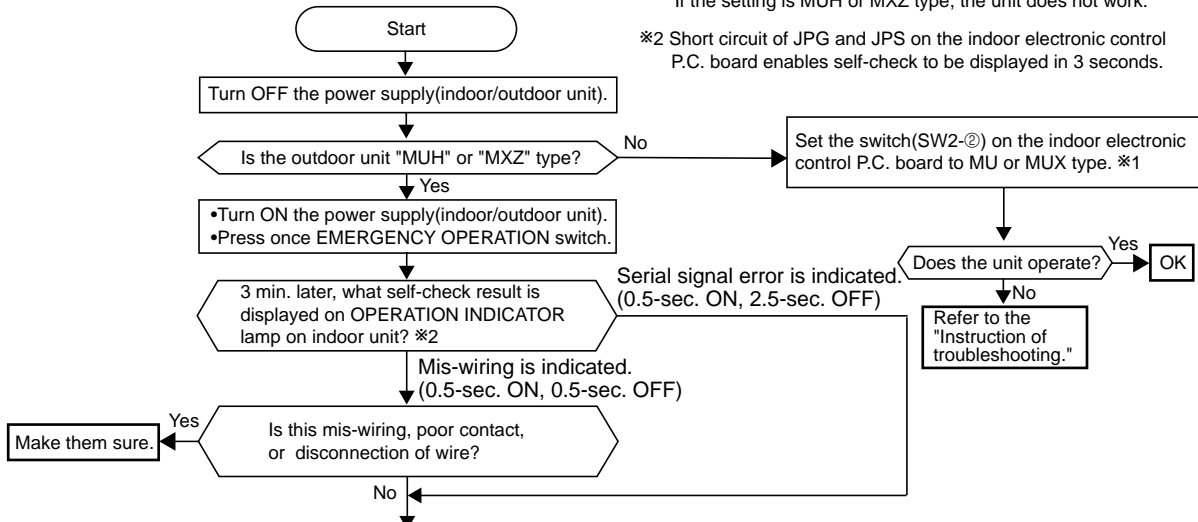 If the setting is MUH or MXZ type, the unit does not work.
Start
※2 Short circuit of JPG and JPS on the indoor electronic control
P.C. board enables self-check to be displayed in 3 seconds.
Turn OFF the power supply(indoor/outdoor unit).
Is the outdoor unit "MUH" or "MXZ" type?
No
Set the switch(SW2-②) on the indoor electronic
control P.C. board to MU or MUX type. ※1
Yes
•Turn ON the power supply(indoor/outdoor unit).
•Press once EMERGENCY OPERATION switch.
Does the unit operate?
Yes
OK
No
Refer to the
"Instruction of
troubleshooting."
3 min. later, what self-check result is
displayed on OPERATION INDICATOR
lamp on indoor unit? ※2
Serial signal error is indicated.
(0.5-sec. ON, 2.5-sec. OFF)
Mis-wiring is indicated.
(0.5-sec. ON, 0.5-sec. OFF)
Is this mis-wiring, poor contact,
or disconnection of wire?
Yes
Make them sure.
No